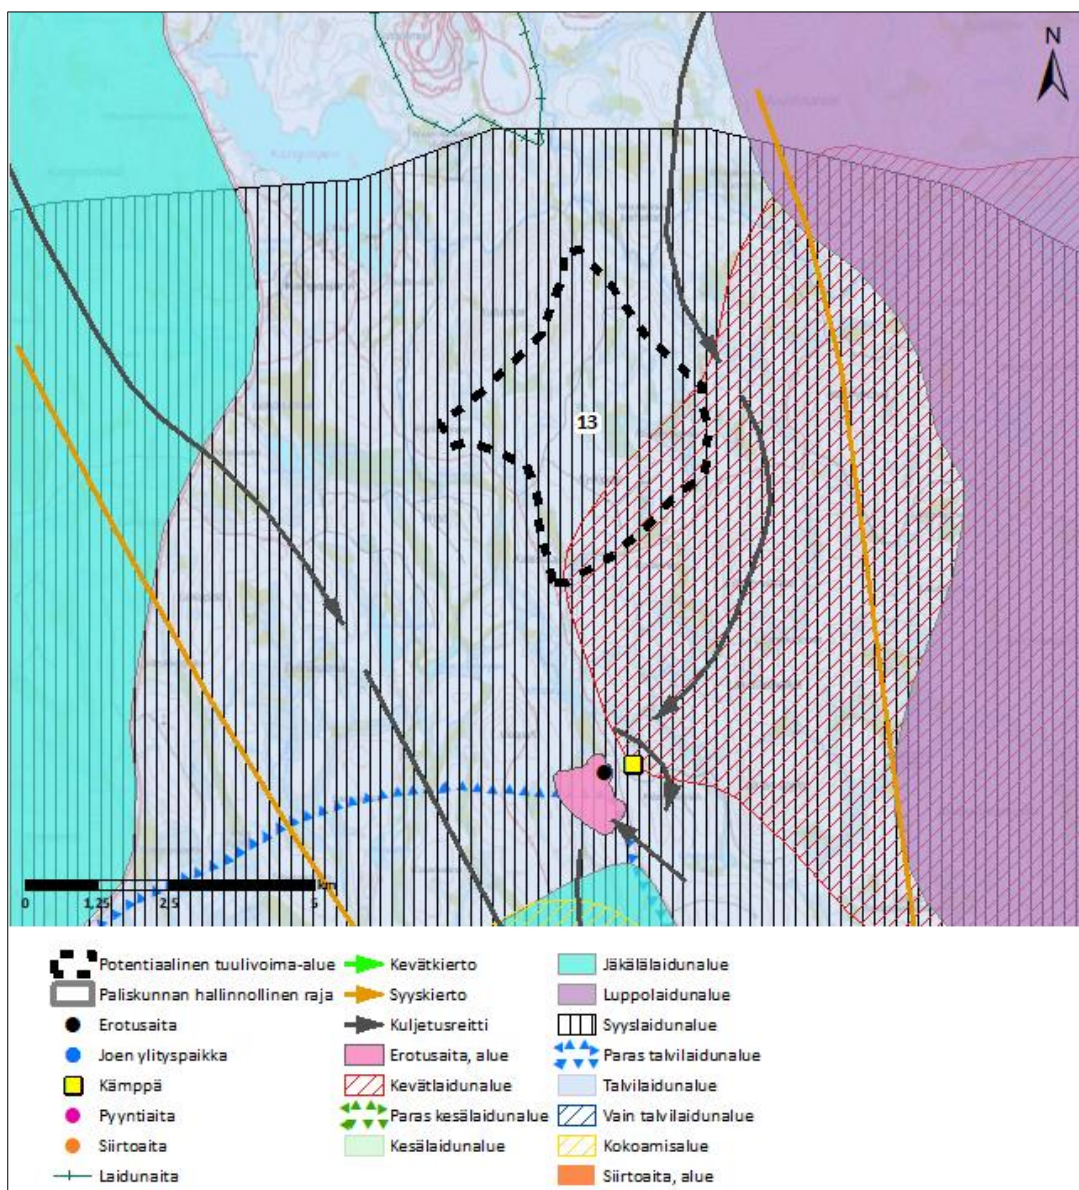 N
13
km
0 1,25 2,5 5
Potentiaalinen tuulivoima-alue
Paliskunnan hallinnollinen raja
Erotusaita
Joen ylityspaikka
Kämppä
Pyyntiaita
Siirtoaita
Laidunaita
Kevätkierto
Syyskierto
Kuljetusreitti
Erotusaita, alue
Kevätlaidunalue
Paras kesälaidunalue
Kesälaidunalue
Jäkälälaidunalue
Luppolaidunalue
Syyslaidunalue
Paras talvilaidunalue
Talvilaidunalue
Vain talvilaidunalue
Kokoamisalue
Siirtoaita, alue